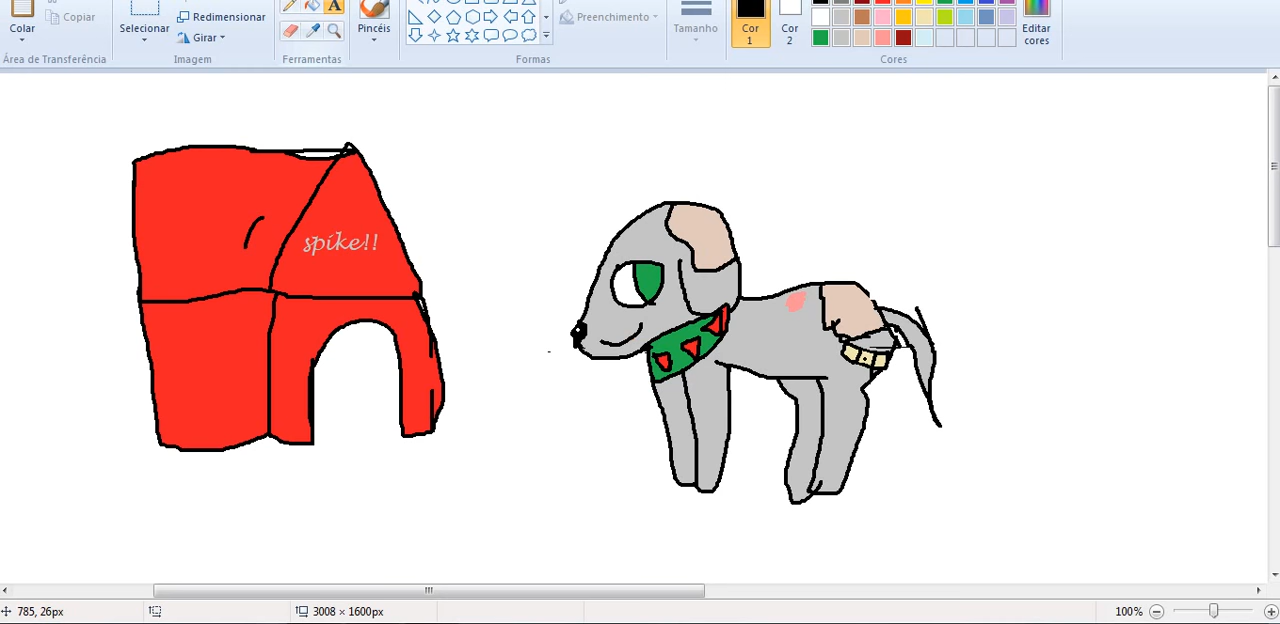 Colar
Copiar
Área de Transferência
Selecionar
Redimensionar
Girar
Imagem
A
Ferramentas
Pincéis
Preenchimento
Formas
Tamanho
Cor
1
Cor
2
Editar
cores
Cores
spike!!
785, 26px
3008 × 1600px
100%